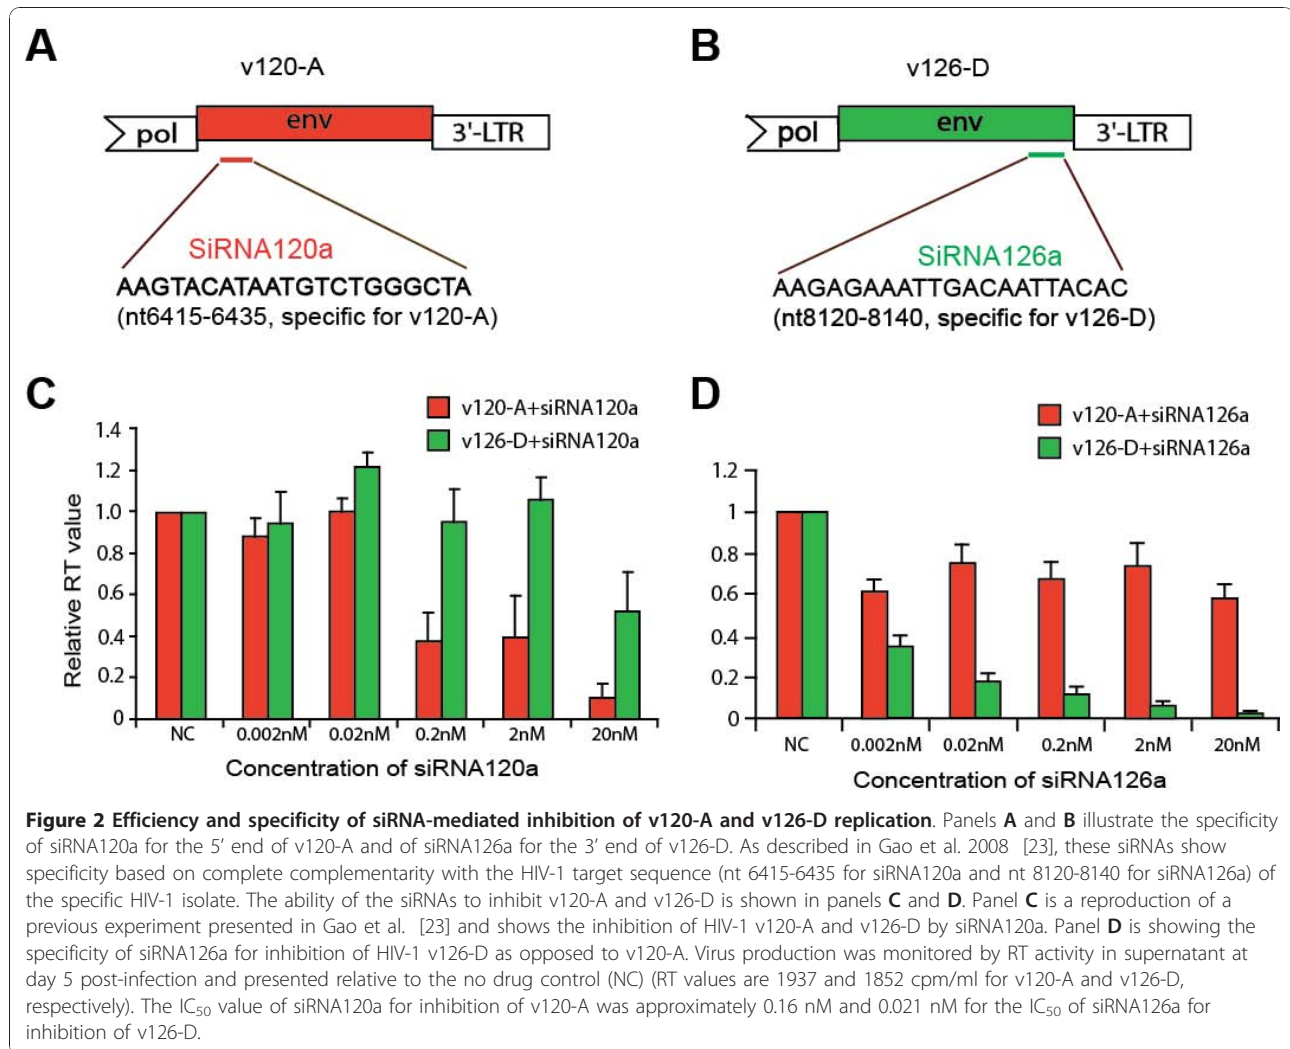 A
v120-A
pol
env
3'-LTR
SiRNA120a
AAGTACATAATGTCTGGGCTA
(nt6415-6435, specific for v120-A)
B
v126-D
pol
env
3'-LTR
SiRNA126a
AAGAGAAATTGACAATTACAC
(nt8120-8140, specific for v126-D)
C
v120-A+siRNA120a
v126-D+siRNA120a
Relative RT value
1.4
1.2
1.0
0.8
0.6
0.4
0.2
0
NC 0.002nM 0.02nM 0.2nM 2nM 20nM
Concentration of siRNA120a
D
v120-A+siRNA126a
v126-D+siRNA126a
1.2
1
0.8
0.6
0.4
0.2
0
NC 0.002nM 0.02nM 0.2nM 2nM 20nM
Concentration of siRNA126a
Figure 2 Efficiency and specificity of siRNA-mediated inhibition of v120-A and v126-D replication. Panels A and B illustrate the specificity
of siRNA120a for the 5' end of v120-A and of siRNA126a for the 3' end of v126-D. As described in Gao et al. 2008 [23], these siRNAs show
specificity based on complete complementarity with the HIV-1 target sequence (nt 6415-6435 for siRNA120a and nt 8120-8140 for siRNA126a) of
the specific HIV-1 isolate. The ability of the siRNAs to inhibit v120-A and v126-D is shown in panels C and D. Panel C is a reproduction of a
previous experiment presented in Gao et al. [23] and shows the inhibition of HIV-1 v120-A and v126-D by siRNA120a. Panel D is showing the
specificity of siRNA126a for inhibition of HIV-1 v126-D as opposed to v120-A. Virus production was monitored by RT activity in supernatant at
day 5 post-infection and presented relative to the no drug control (NC) (RT values are 1937 and 1852 cpm/ml for v120-A and v126-D,
respectively). The IC50 value of siRNA120a for inhibition of v120-A was approximately 0.16 nM and 0.021 nM for the IC50 of siRNA126a for
inhibition of v126-D.